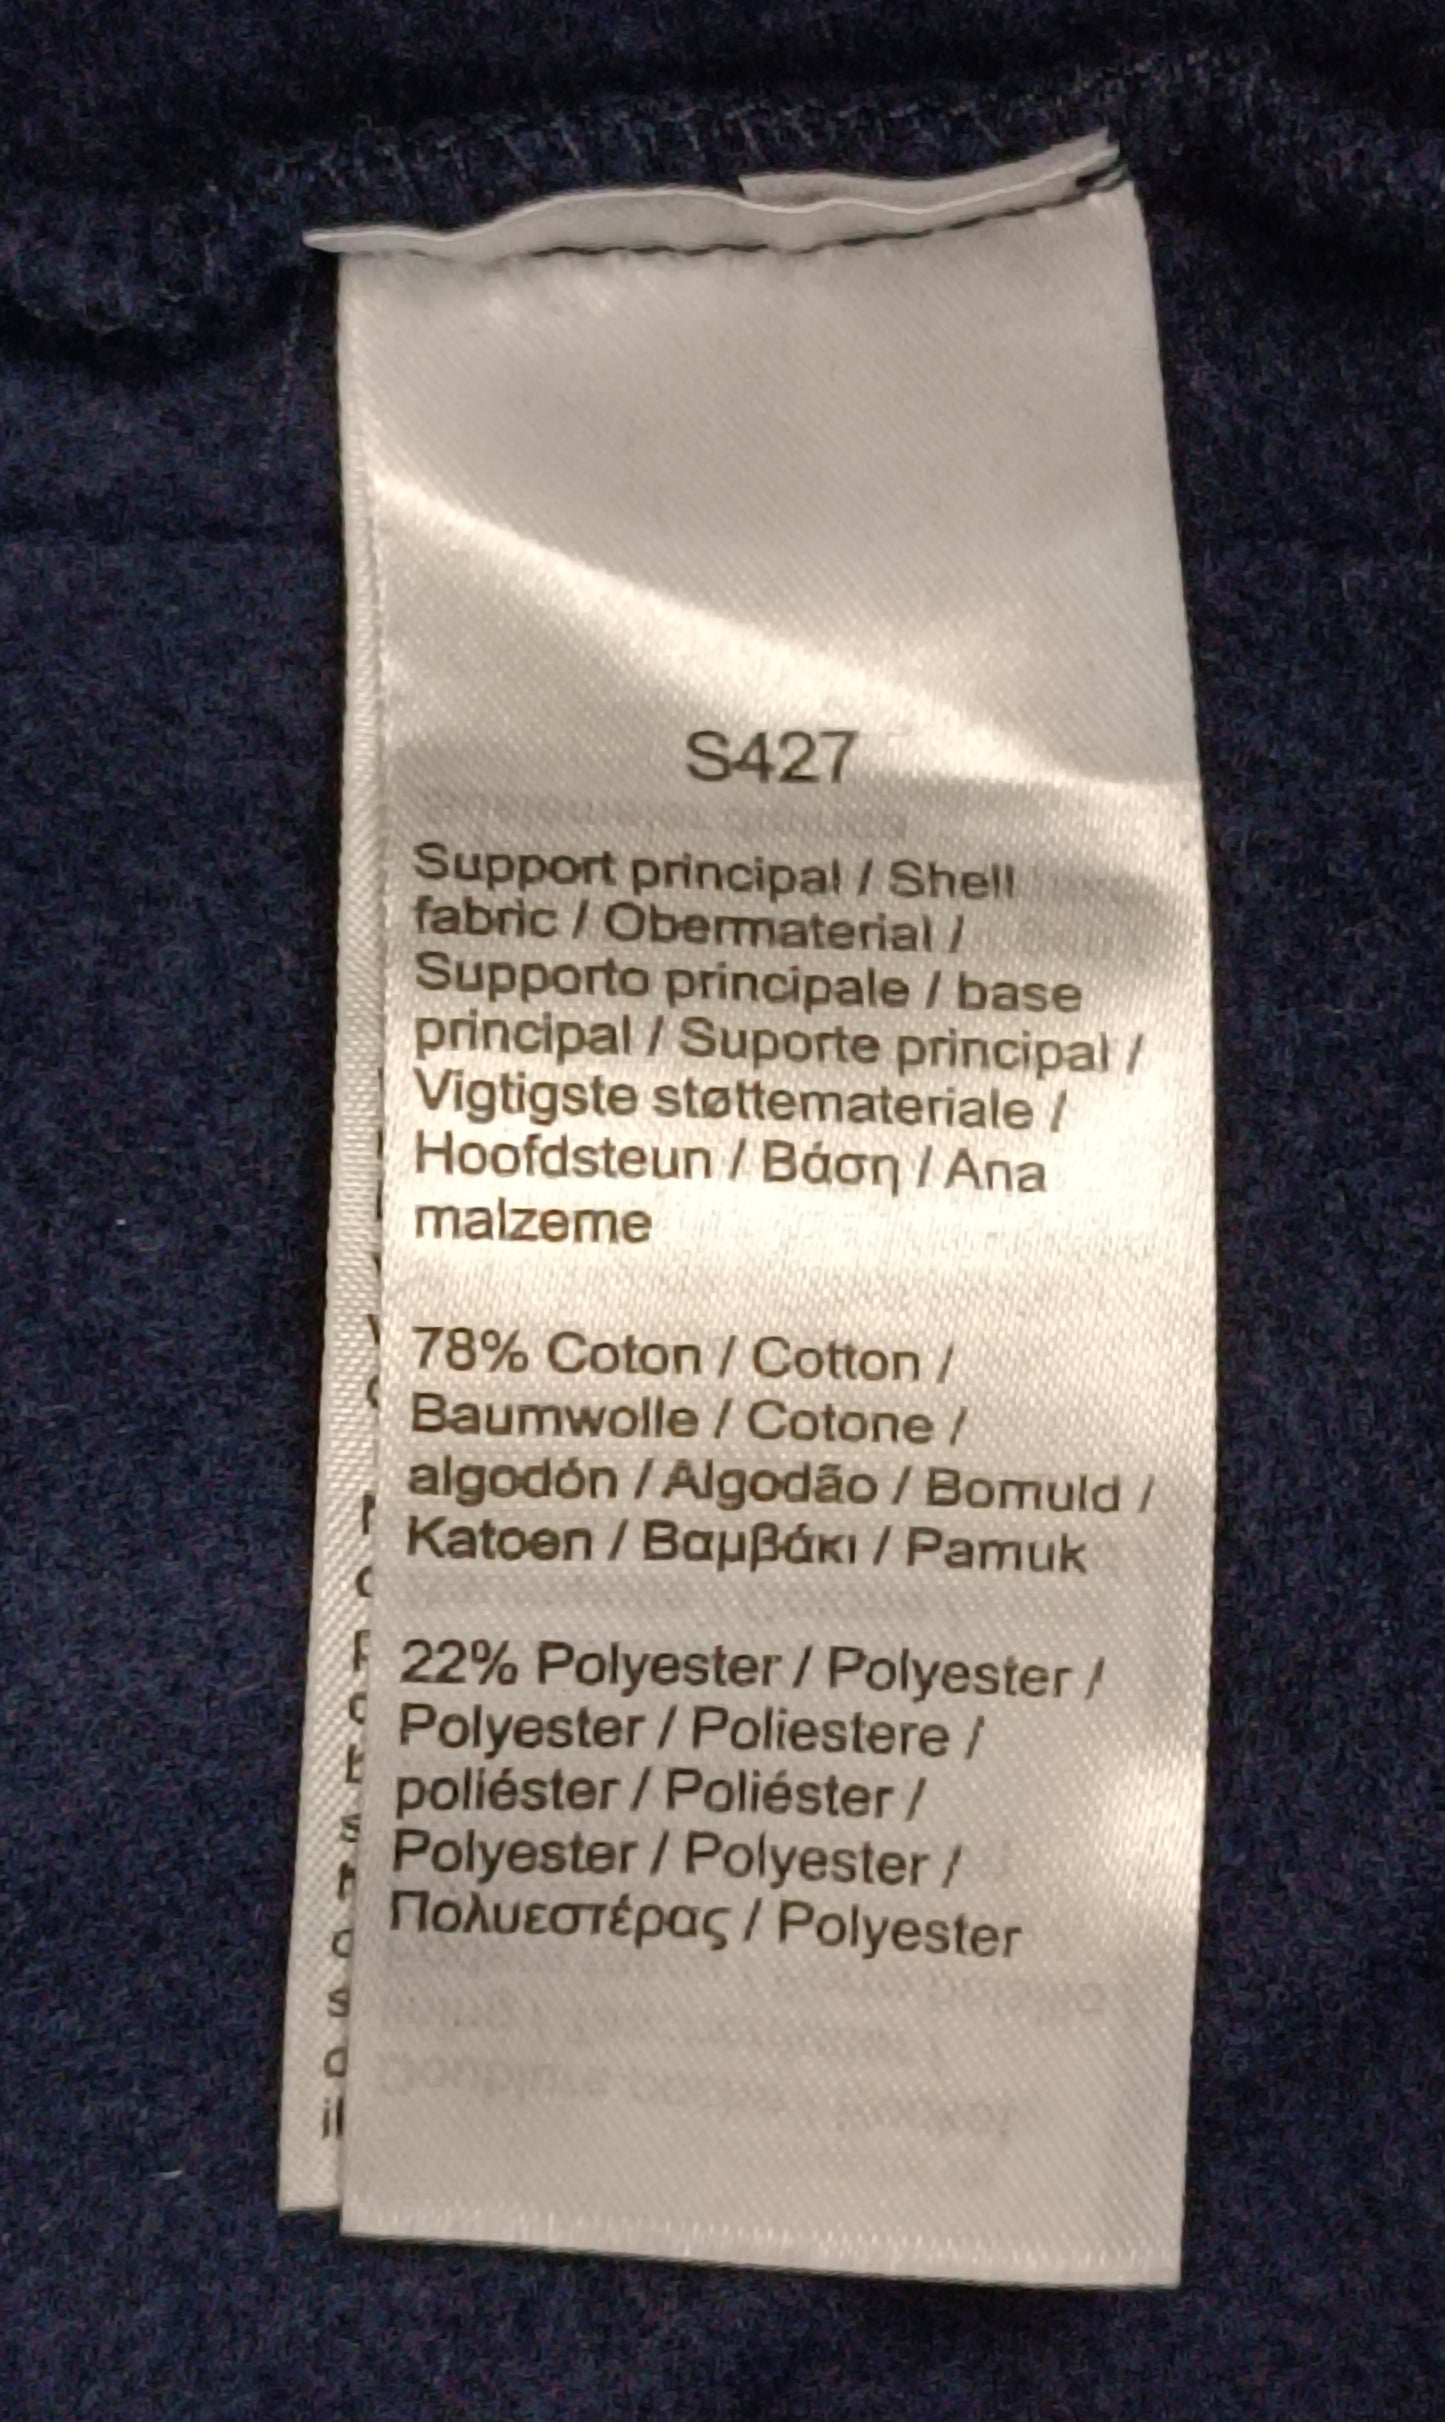 S427
Support principal / Shell
fabric / Obermaterial /
Supporto principale / base
principal / Suporte principal /
Vigtigste støttemateriale /
Hoofdsteun / Βάση / Ana
malzeme
78% Coton / Cotton /
Baumwolle / Cotone /
algodón / Algodão / Bomuld /
Katoen / Βαμβάκι / Pamuk
22% Polyester / Polyester /
Polyester / Poliestere /
poliéster / Poliéster /
Polyester / Polyester /
Πολυεστέρας / Polyester